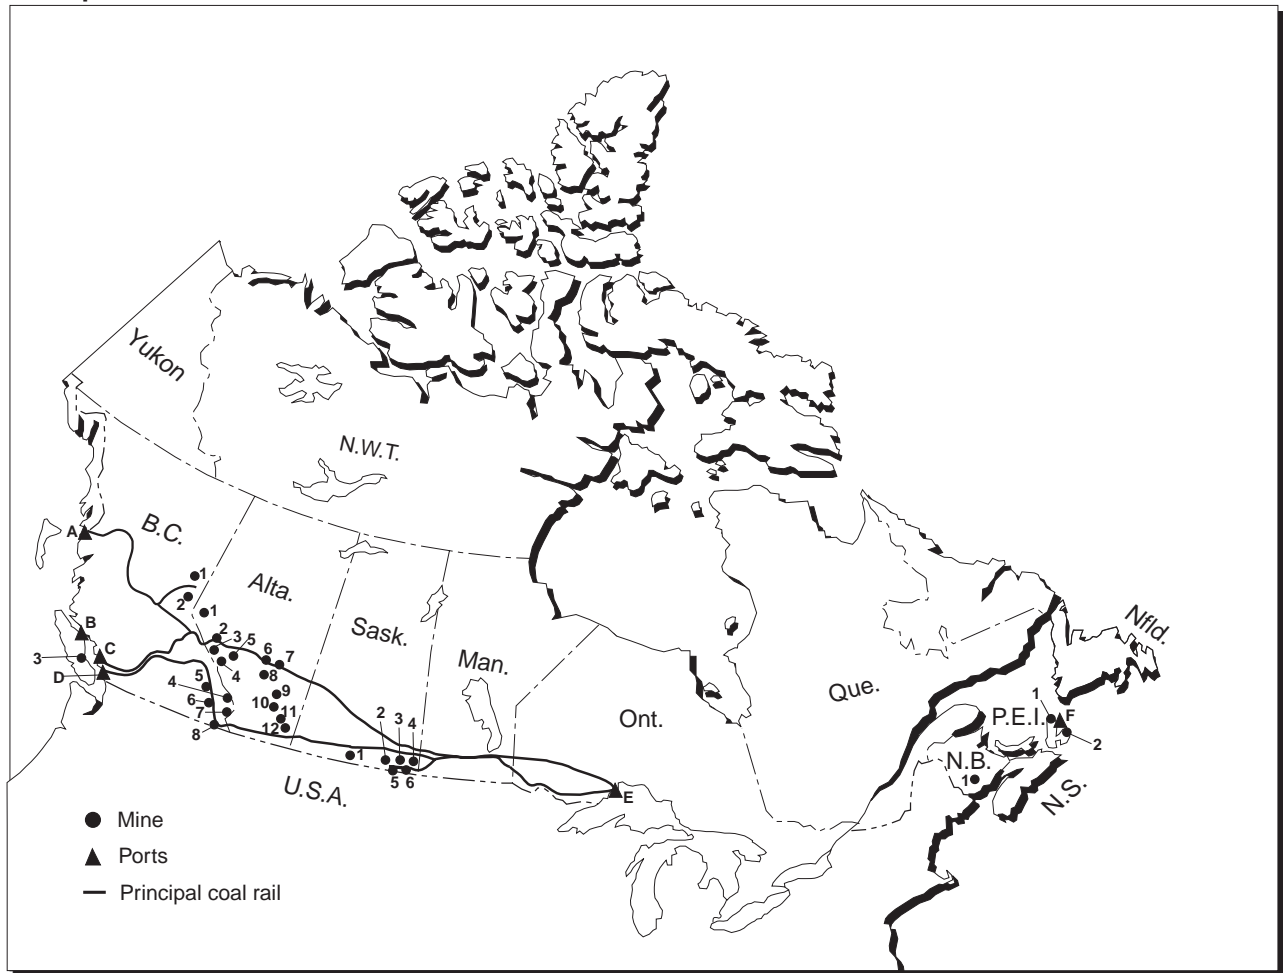 Yukon
N.W.T.
B.C.
A
Alta.
1
2
1
Sask.
Man.
B
C
3
D
2
3
5
4
6
7
8
9
10
11
12
5
4
6
7
8
Ont.
Que.
Nfld.
1
P.E.I.
F
2
N.B.
1
N.S.
2
3
4
1
5
6
E
U.S.A.
Mine
Ports
Principal coal rail